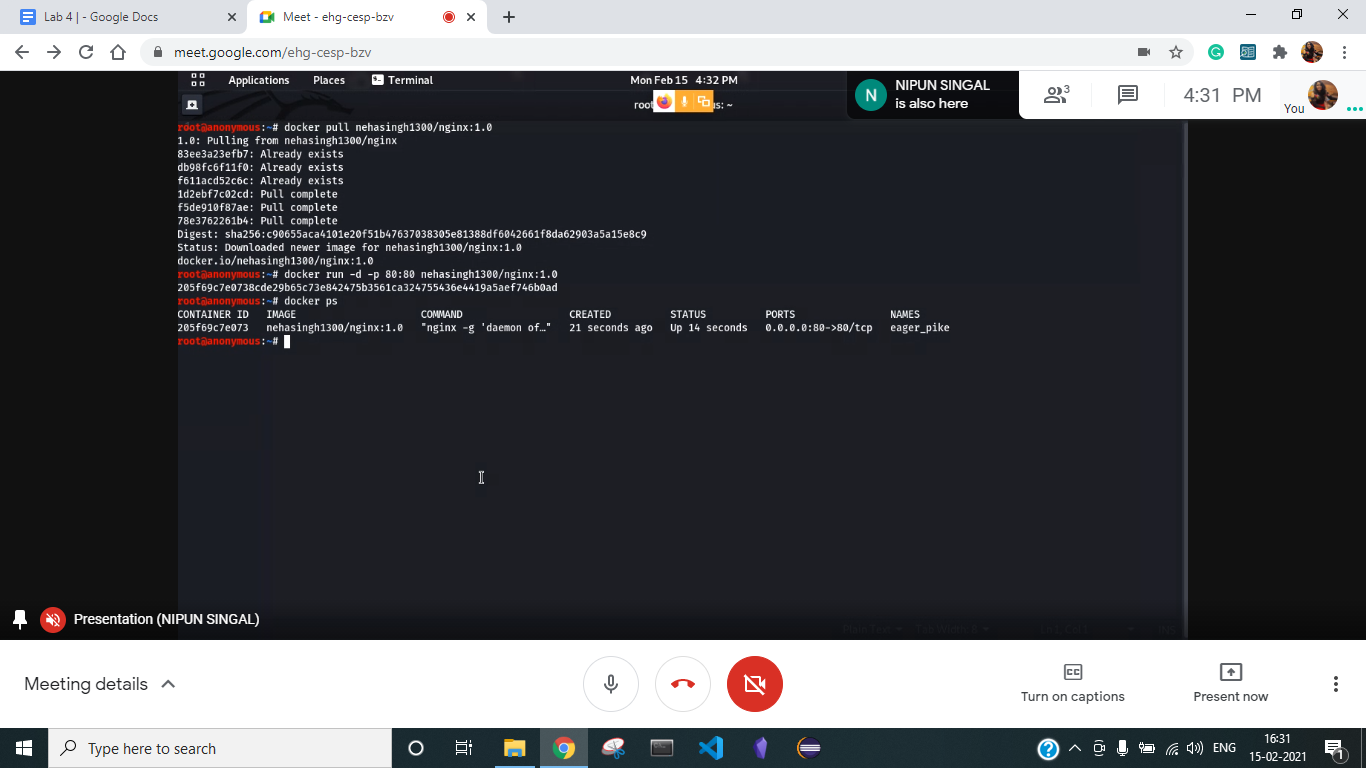 Lab 4 | - Google Docs
Meet - ehg-cesp-bzv
meet.google.com/ehg-cesp-bzv
Applications Places Terminal Mon Feb 15 4:32 PM
root us: ~
NIPUN SINGAL
is also here
N
3
4:31 PM
You
root@anonymous:~# docker pull nehasingh1300/nginx:1.0
1.0: Pulling from nehasingh1300/nginx
83ee3a23efb7: Already exists
db98fc6f11f0: Already exists
f611acd52c6c: Already exists
1d2ebf7c02cd: Pull complete
f5de910f87ae: Pull complete
78e3762261b4: Pull complete
Digest: sha256:c90655aca4101e20f51b47637038305e81388df6042661f8da62903a5a15e8c9
Status: Downloaded newer image for nehasingh1300/nginx:1.0
docker.io/nehasingh1300/nginx:1.0
root@anonymous:~# docker run -d -p 80:80 nehasingh1300/nginx:1.0
205f69c7e0738cde29b65c73e842475b3561ca324755436e4419a5aef746b0ad
root@anonymous:~# docker ps
CONTAINER ID IMAGE COMMAND CREATED STATUS PORTS NAMES
205f69c7e073 nehasingh1300/nginx:1.0 "nginx -g 'daemon of…" 21 seconds ago Up 14 seconds 0.0.0.0:80->80/tcp eager_pike
root@anonymous:~#
Presentation (NIPUN SINGAL)
Meeting details
Turn on captions
Present now
Type here to search
ENG
16:31
15-02-2021
1